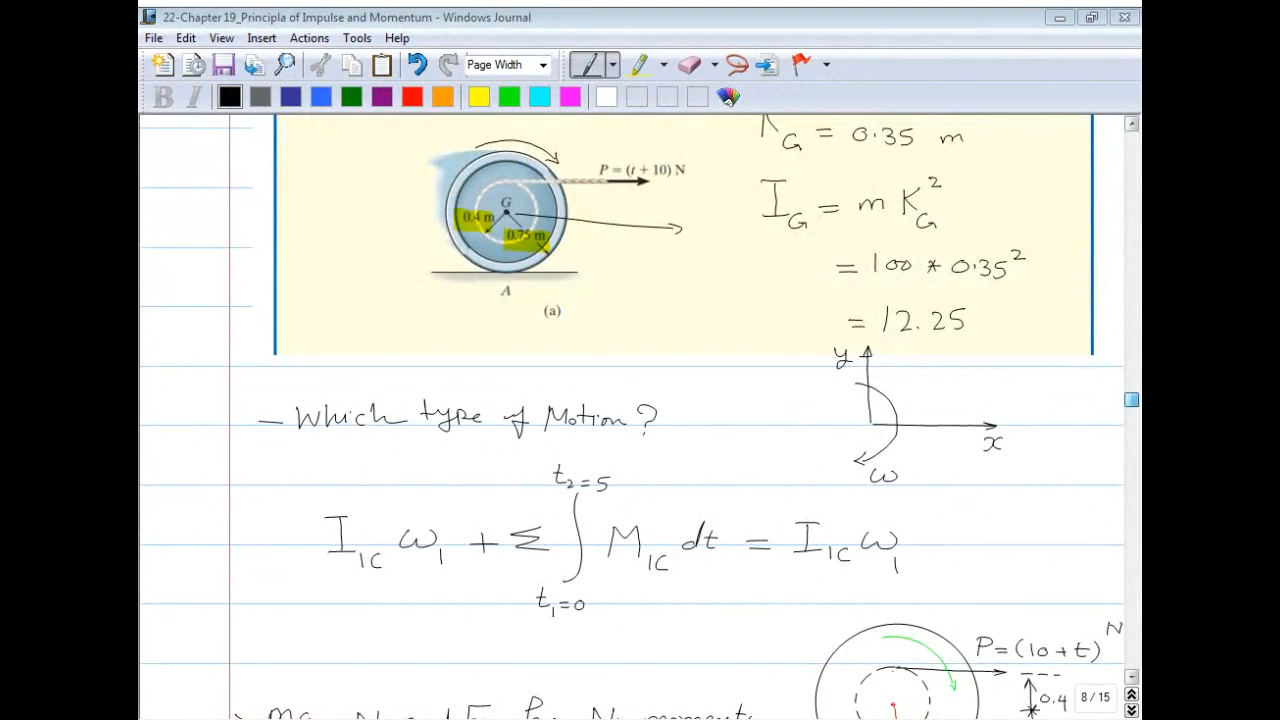 22-Chapter 19_Principla of Impulse and Momentum - Windows Journal
File Edit View Insert Actions Tools Help
Page Width
B I
K_G = 0.35 m
P = (t + 10) N
I_G = m K_G^2
G
0.4 m
0.75 m
= 100 * 0.35^2
A
(a)
= 12.25
y
x
ω
- Which type of Motion?
t_2 = 5
I_IC ω_1 + Σ ∫ M_IC dt = I_IC ω_1
t_1 = 0
P = (10 + t) N
0.4
8 / 15